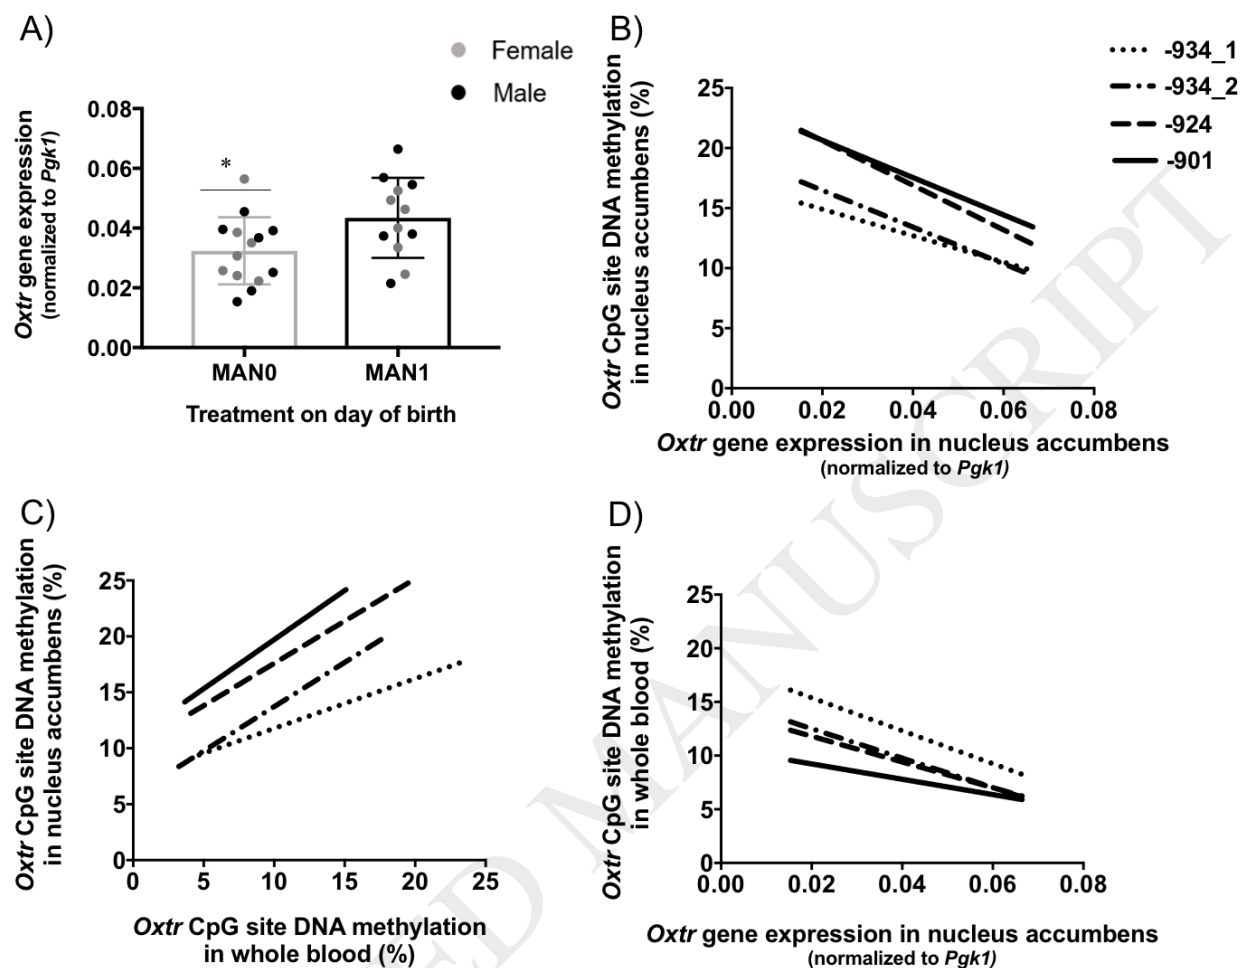 A)
Female
Male
Oxtr gene expression
(normalized to Pgk1)
0.08
0.06
0.04
0.02
0.00
*
MAN0 MAN1
Treatment on day of birth
B)
-934_1
-934_2
-924
-901
Oxtr CpG site DNA methylation
in nucleus accumbens (%)
25
20
15
10
5
0
0.00 0.02 0.04 0.06 0.08
Oxtr gene expression in nucleus accumbens
(normalized to Pgk1)
C)
Oxtr CpG site DNA methylation
in nucleus accumbens (%)
25
20
15
10
5
0
0 5 10 15 20 25
Oxtr CpG site DNA methylation
in whole blood (%)
D)
Oxtr CpG site DNA methylation
in whole blood (%)
25
20
15
10
5
0
0.00 0.02 0.04 0.06 0.08
Oxtr gene expression in nucleus accumbens
(normalized to Pgk1)
ED MANUSCRIPT